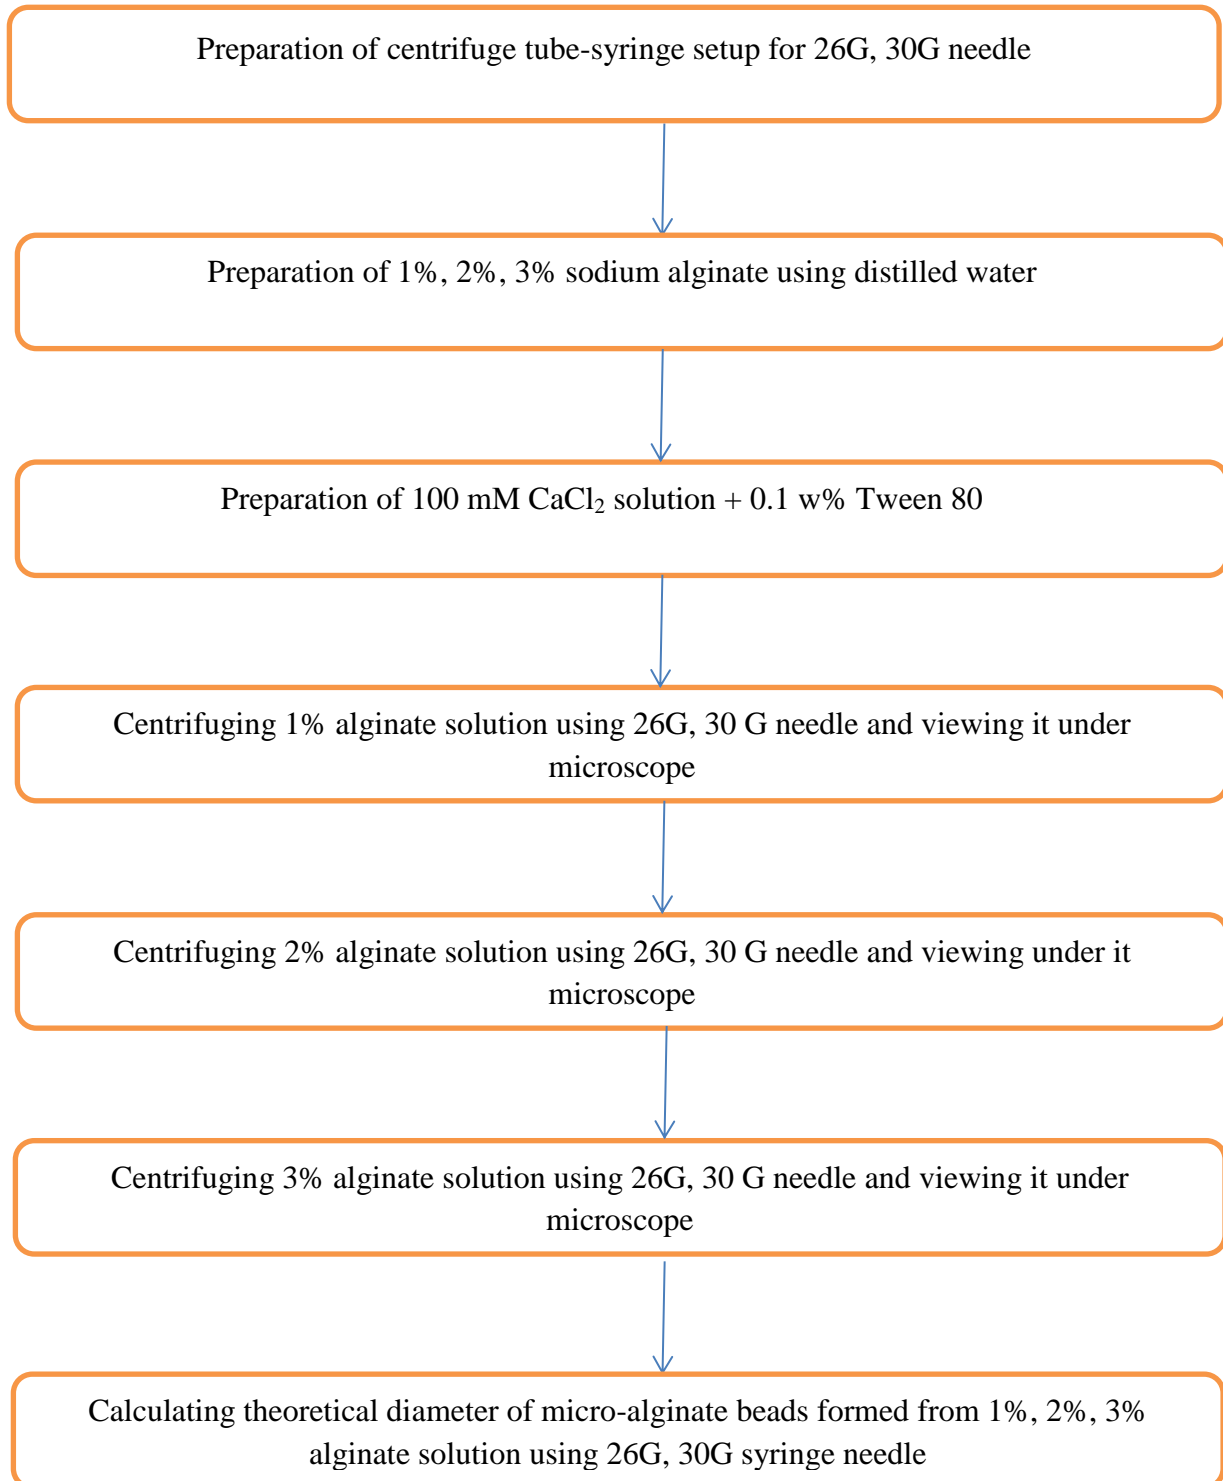 Preparation of centrifuge tube-syringe setup for 26G, 30G needle
Preparation of 1%, 2%, 3% sodium alginate using distilled water
Preparation of 100 mM CaCl₂ solution + 0.1 w% Tween 80
Centrifuging 1% alginate solution using 26G, 30 G needle and viewing it under
microscope
Centrifuging 2% alginate solution using 26G, 30 G needle and viewing under it
microscope
Centrifuging 3% alginate solution using 26G, 30 G needle and viewing it under
microscope
Calculating theoretical diameter of micro-alginate beads formed from 1%, 2%, 3%
alginate solution using 26G, 30G syringe needle